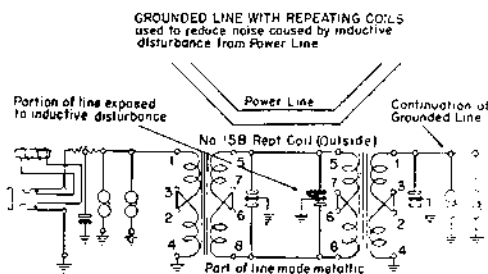 GROUNDED LINE WITH REPEATING COILS
used to reduce noise caused by inductive
disturbance from Power Line
Power Line
Portion of line exposed
to inductive disturbance
Continuation of
Grounded Line
No 15B Rept Coil (Outside)
1 5 5 1
3 7 7 3
2 6 6 2
4 8 8 4
Part of line made metallic